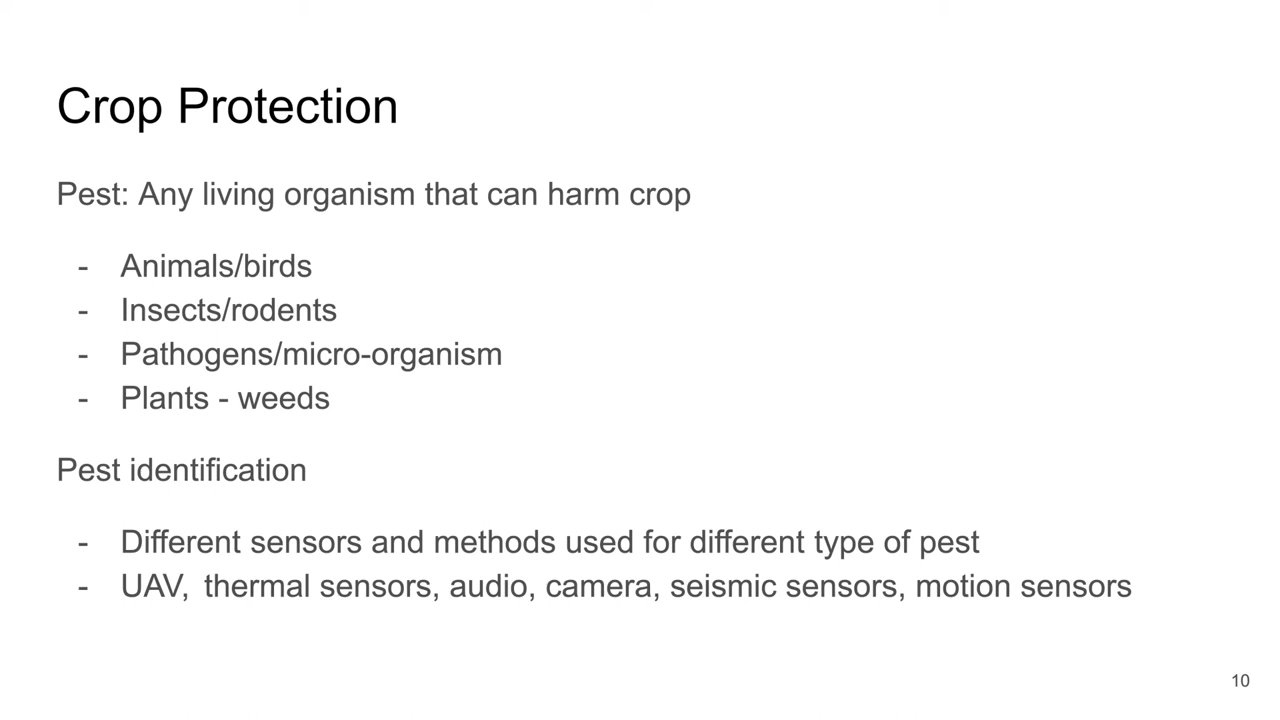 Crop Protection
Pest: Any living organism that can harm crop
- Animals/birds
- Insects/rodents
- Pathogens/micro-organism
- Plants - weeds
Pest identification
- Different sensors and methods used for different type of pest
- UAV, thermal sensors, audio, camera, seismic sensors, motion sensors
10